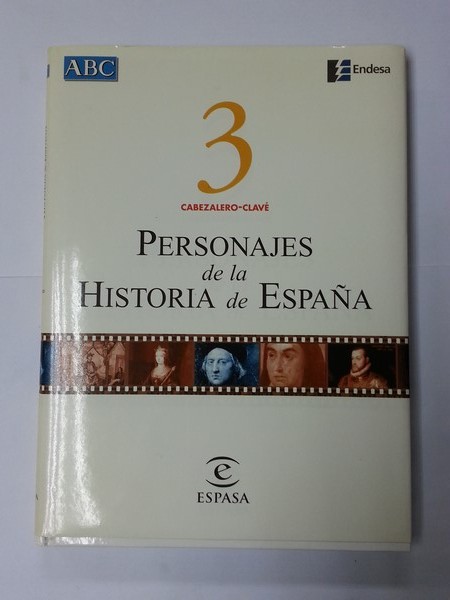 ABC
Endesa
3
CABEZALERO-CLAVÉ
PERSONAJES
de la
HISTORIA de ESPAÑA
e
ESPASA